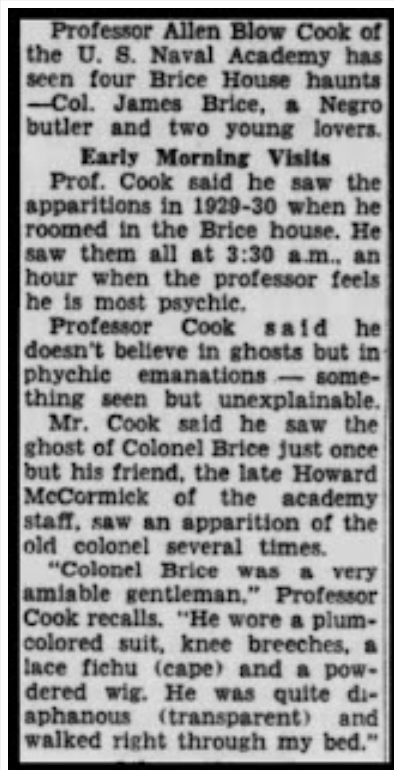 Professor Allen Blow Cook of
the U. S. Naval Academy has
seen four Brice House haunts
—Col. James Brice, a Negro
butler and two young lovers.
Early Morning Visits
Prof. Cook said he saw the
apparitions in 1929-30 when he
roomed in the Brice house. He
saw them all at 3:30 a.m., an
hour when the professor feels
he is most psychic.
Professor Cook said he
doesn't believe in ghosts but in
phychic emanations — some-
thing seen but unexplainable.
Mr. Cook said he saw the
ghost of Colonel Brice just once
but his friend, the late Howard
McCormick of the academy
staff, saw an apparition of the
old colonel several times.
"Colonel Brice was a very
amiable gentleman," Professor
Cook recalls. "He wore a plum-
colored suit, knee breeches, a
lace fichu (cape) and a pow-
dered wig. He was quite di-
aphanous (transparent) and
walked right through my bed."